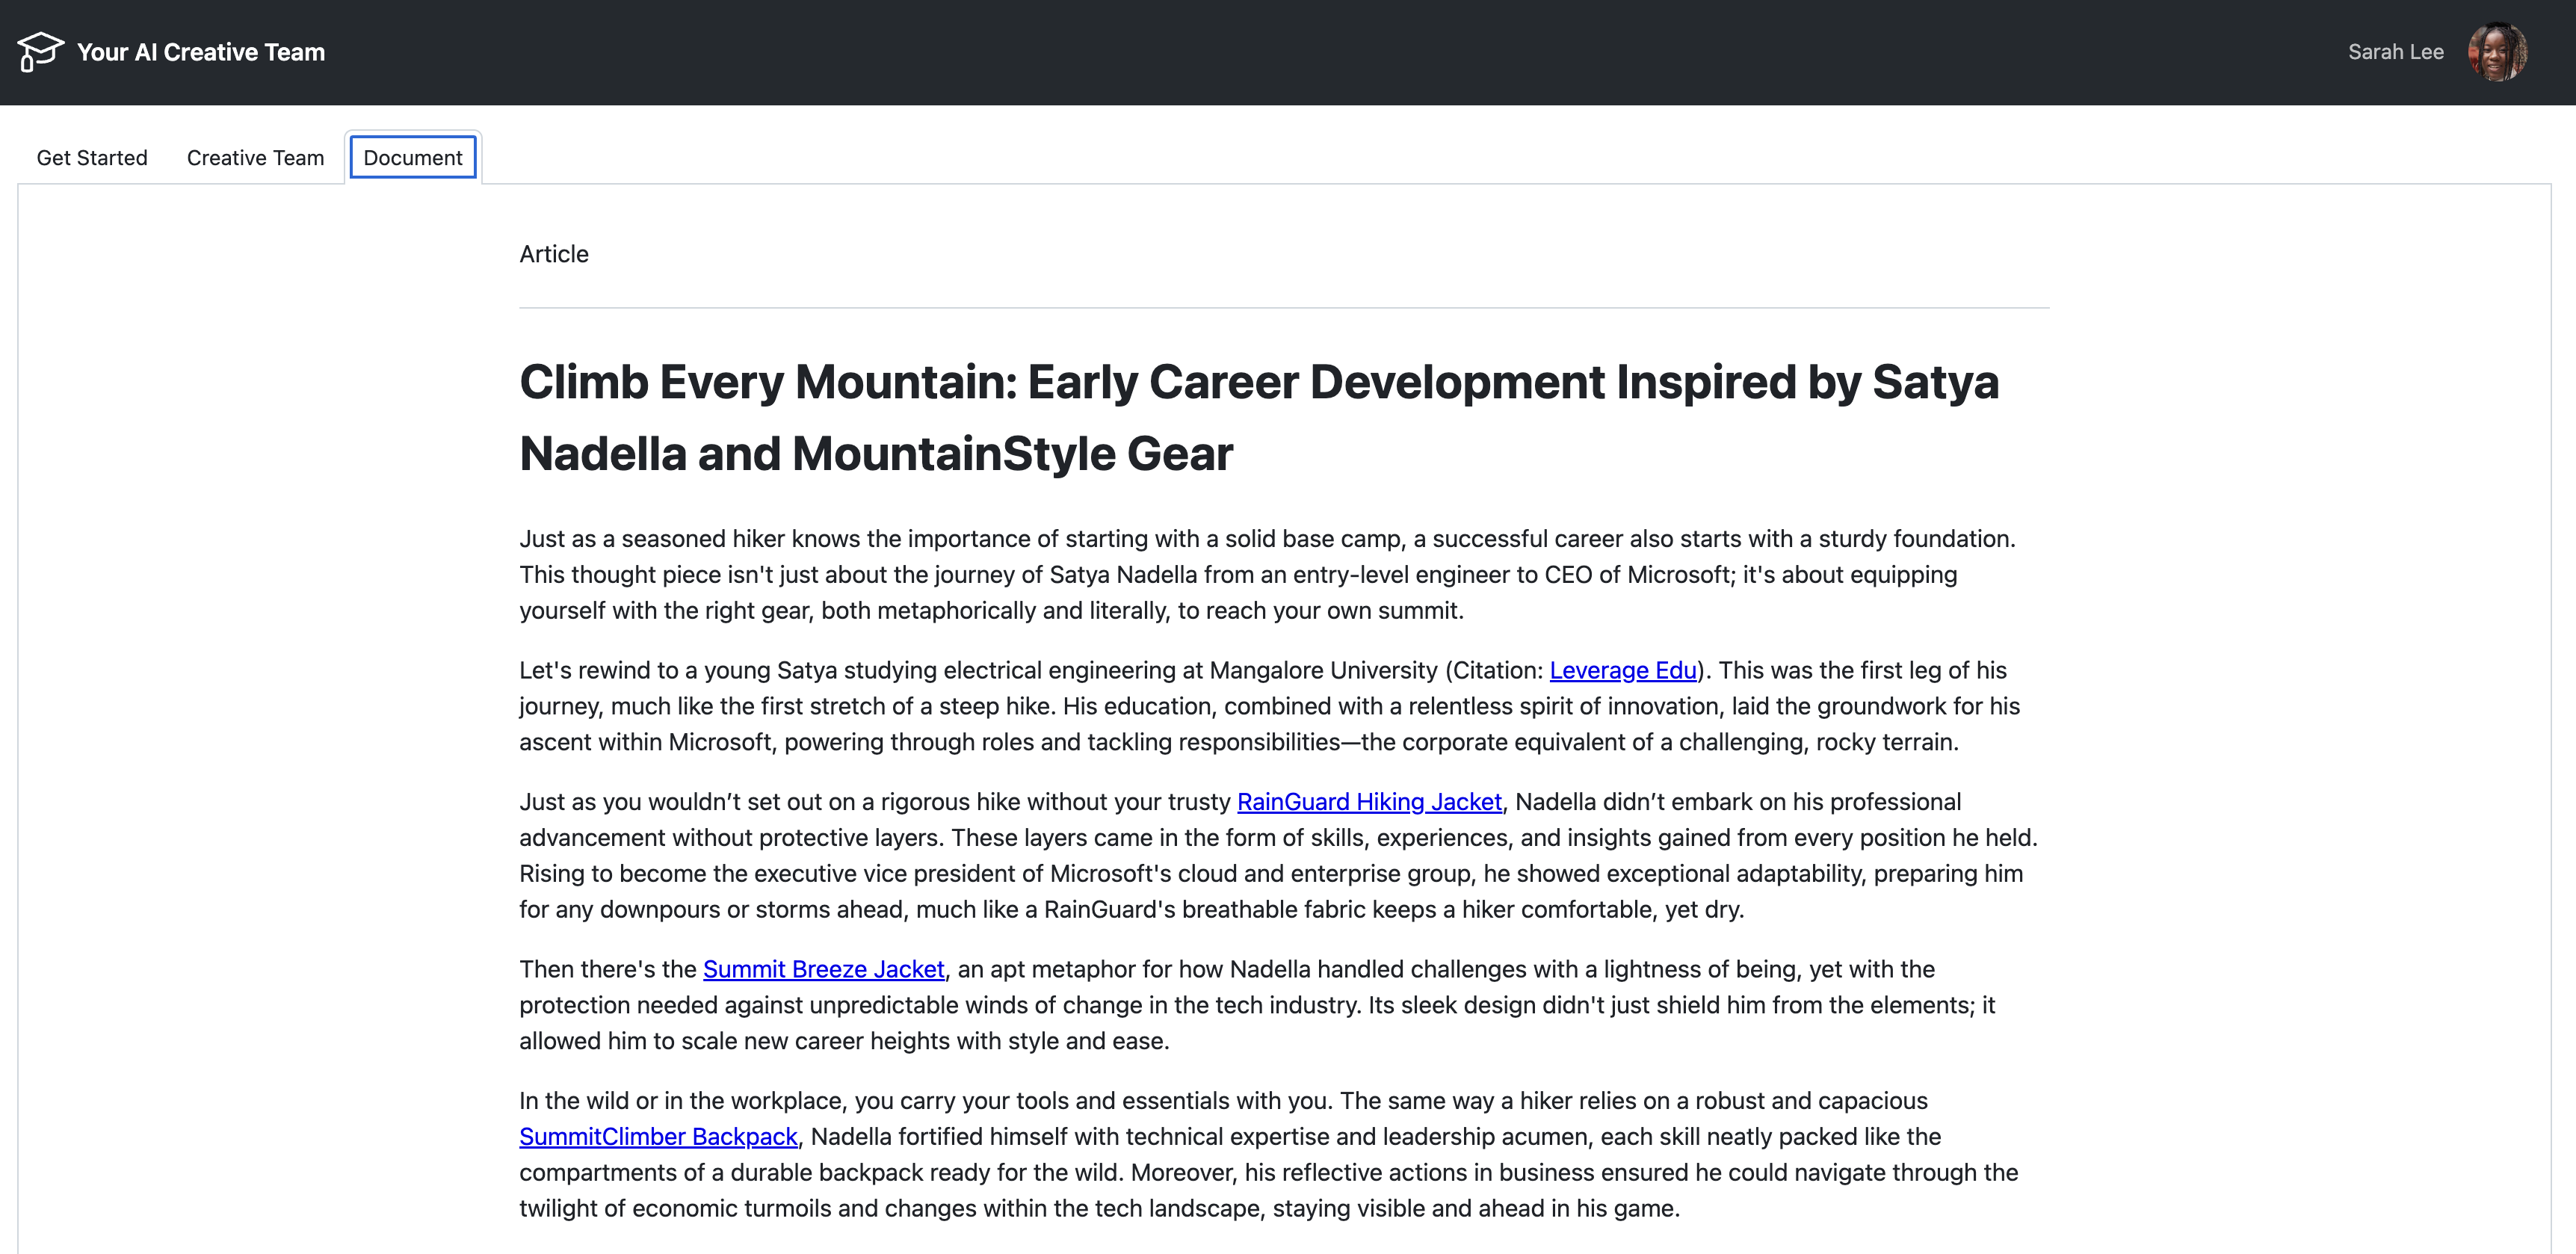 Your AI Creative Team
Sarah Lee
Get Started
Creative Team
Document
Article
Climb Every Mountain: Early Career Development Inspired by Satya
Nadella and MountainStyle Gear
Just as a seasoned hiker knows the importance of starting with a solid base camp, a successful career also starts with a sturdy foundation.
This thought piece isn't just about the journey of Satya Nadella from an entry-level engineer to CEO of Microsoft; it's about equipping
yourself with the right gear, both metaphorically and literally, to reach your own summit.
Let's rewind to a young Satya studying electrical engineering at Mangalore University (Citation: Leverage Edu). This was the first leg of his
journey, much like the first stretch of a steep hike. His education, combined with a relentless spirit of innovation, laid the groundwork for his
ascent within Microsoft, powering through roles and tackling responsibilities—the corporate equivalent of a challenging, rocky terrain.
Just as you wouldn’t set out on a rigorous hike without your trusty RainGuard Hiking Jacket, Nadella didn’t embark on his professional
advancement without protective layers. These layers came in the form of skills, experiences, and insights gained from every position he held.
Rising to become the executive vice president of Microsoft's cloud and enterprise group, he showed exceptional adaptability, preparing him
for any downpours or storms ahead, much like a RainGuard's breathable fabric keeps a hiker comfortable, yet dry.
Then there's the Summit Breeze Jacket, an apt metaphor for how Nadella handled challenges with a lightness of being, yet with the
protection needed against unpredictable winds of change in the tech industry. Its sleek design didn't just shield him from the elements; it
allowed him to scale new career heights with style and ease.
In the wild or in the workplace, you carry your tools and essentials with you. The same way a hiker relies on a robust and capacious
SummitClimber Backpack, Nadella fortified himself with technical expertise and leadership acumen, each skill neatly packed like the
compartments of a durable backpack ready for the wild. Moreover, his reflective actions in business ensured he could navigate through the
twilight of economic turmoils and changes within the tech landscape, staying visible and ahead in his game.